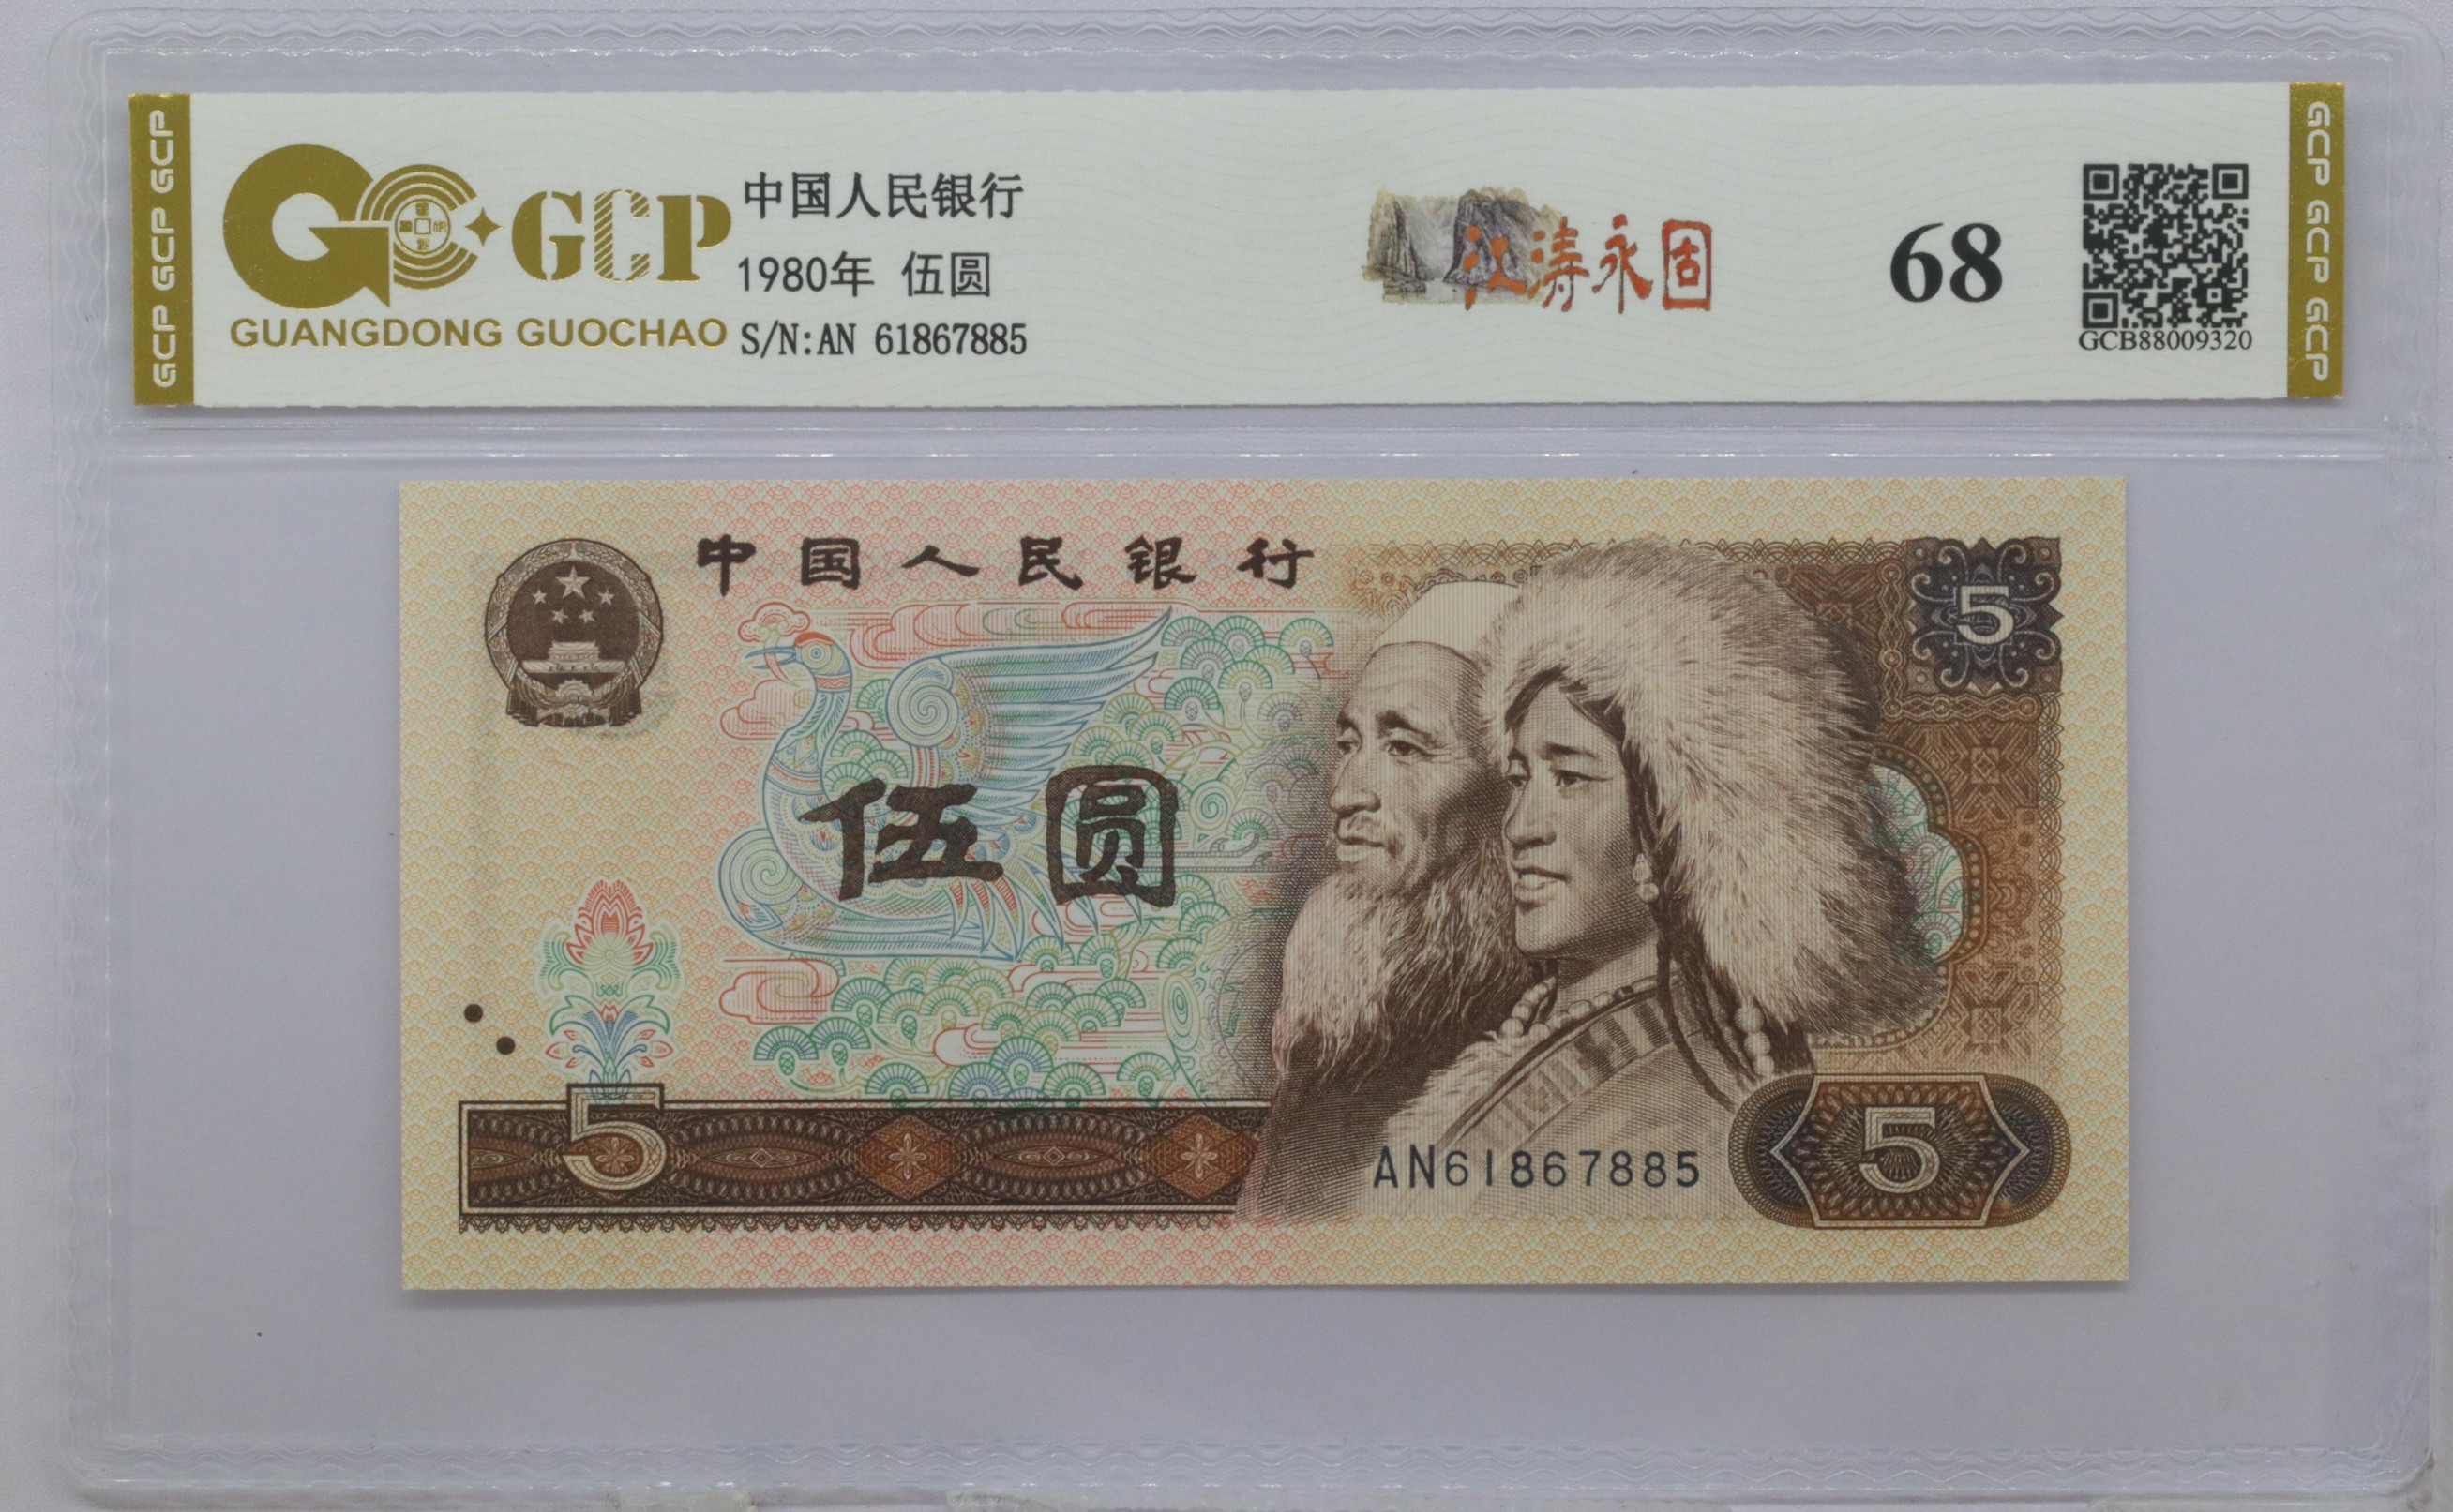 GCP GCP GCP
GCP
GUANGDONG GUOCHAO
中国人民银行
1980年 伍圆
S/N:AN 61867885
江涛永固
68
GCB88009320
GCP GCP GCP
中国人民银行
5
伍圆
5
AN61867885
5